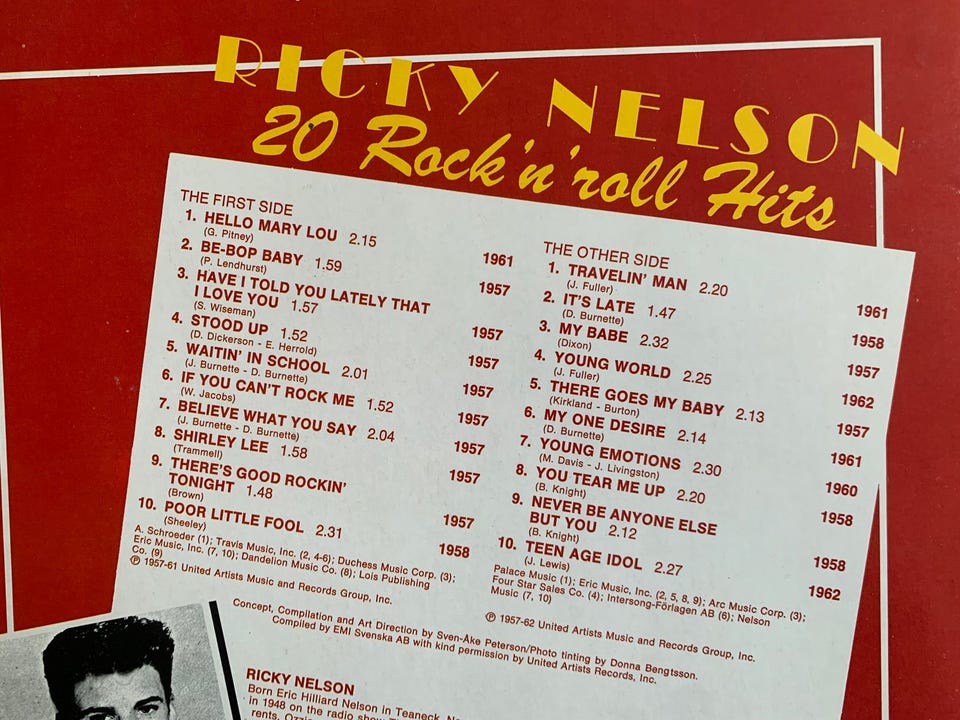 RICKY NELSON
20 Rock'n'roll Hits
THE FIRST SIDE
1. HELLO MARY LOU 2.15 1961
(G. Pitney)
2. BE-BOP BABY 1.59 1957
(P. Lendhurst)
3. HAVE I TOLD YOU LATELY THAT
I LOVE YOU 1.57 1957
(S. Wiseman)
4. STOOD UP 1.52 1957
(D. Dickerson - E. Herrold)
5. WAITIN' IN SCHOOL 2.01 1957
(J. Burnette - D. Burnette)
6. IF YOU CAN'T ROCK ME 1.52 1957
(W. Jacobs)
7. BELIEVE WHAT YOU SAY 2.04 1957
(J. Burnette - D. Burnette)
8. SHIRLEY LEE 1.58 1957
(Trammell)
9. THERE'S GOOD ROCKIN'
TONIGHT 1.48 1957
(Brown)
10. POOR LITTLE FOOL 2.31 1958
(Sheeley)
A. Schroeder (1); Travis Music, Inc. (2, 4-6); Duchess Music Corp. (3);
Eric Music, Inc. (7, 10); Dandelion Music Co. (8); Lois Publishing
Co. (9)
℗ 1957-61 United Artists Music and Records Group, Inc.
THE OTHER SIDE
1. TRAVELIN' MAN 2.20 1961
(J. Fuller)
2. IT'S LATE 1.47 1958
(D. Burnette)
3. MY BABE 2.32 1957
(Dixon)
4. YOUNG WORLD 2.25 1962
(J. Fuller)
5. THERE GOES MY BABY 2.13 1957
(Kirkland - Burton)
6. MY ONE DESIRE 2.14 1961
(D. Burnette)
7. YOUNG EMOTIONS 2.30 1960
(M. Davis - J. Livingston)
8. YOU TEAR ME UP 2.20 1958
(B. Knight)
9. NEVER BE ANYONE ELSE
BUT YOU 2.12 1958
(B. Knight)
10. TEEN AGE IDOL 2.27 1962
(J. Lewis)
Palace Music (1); Eric Music, Inc. (2, 5, 8, 9); Arc Music Corp. (3);
Four Star Sales Co. (4); Intersong-Förlagen AB (6); Nelson
Music (7, 10)
℗ 1957-62 United Artists Music and Records Group, Inc.
Concept, Compilation and Art Direction by Sven-Åke Peterson/Photo tinting by Donna Bengtsson.
Compiled by EMI Svenska AB with kind permission by United Artists Records, Inc.
RICKY NELSON
Born Eric Hilliard Nelson in Teaneck,
in 1948 on the radio show
rents, Ozzie